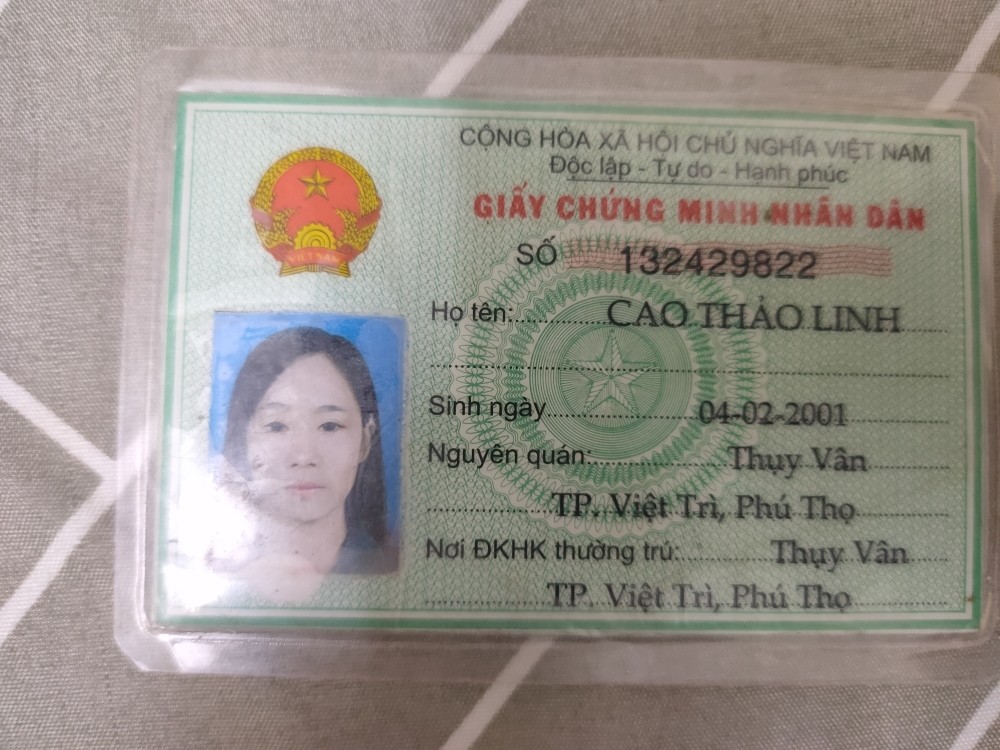 CỘNG HÒA XÃ HỘI CHỦ NGHĨA VIỆT NAM
Độc lập - Tự do - Hạnh phúc
GIẤY CHỨNG MINH NHÂN DÂN
SỐ 132429822
VIỆT NAM
Họ tên: CAO THẢO LINH
Sinh ngày 04-02-2001
Nguyên quán: Thụy Vân
TP. Việt Trì, Phú Thọ
Nơi ĐKHK thường trú: Thụy Vân
TP. Việt Trì, Phú Thọ